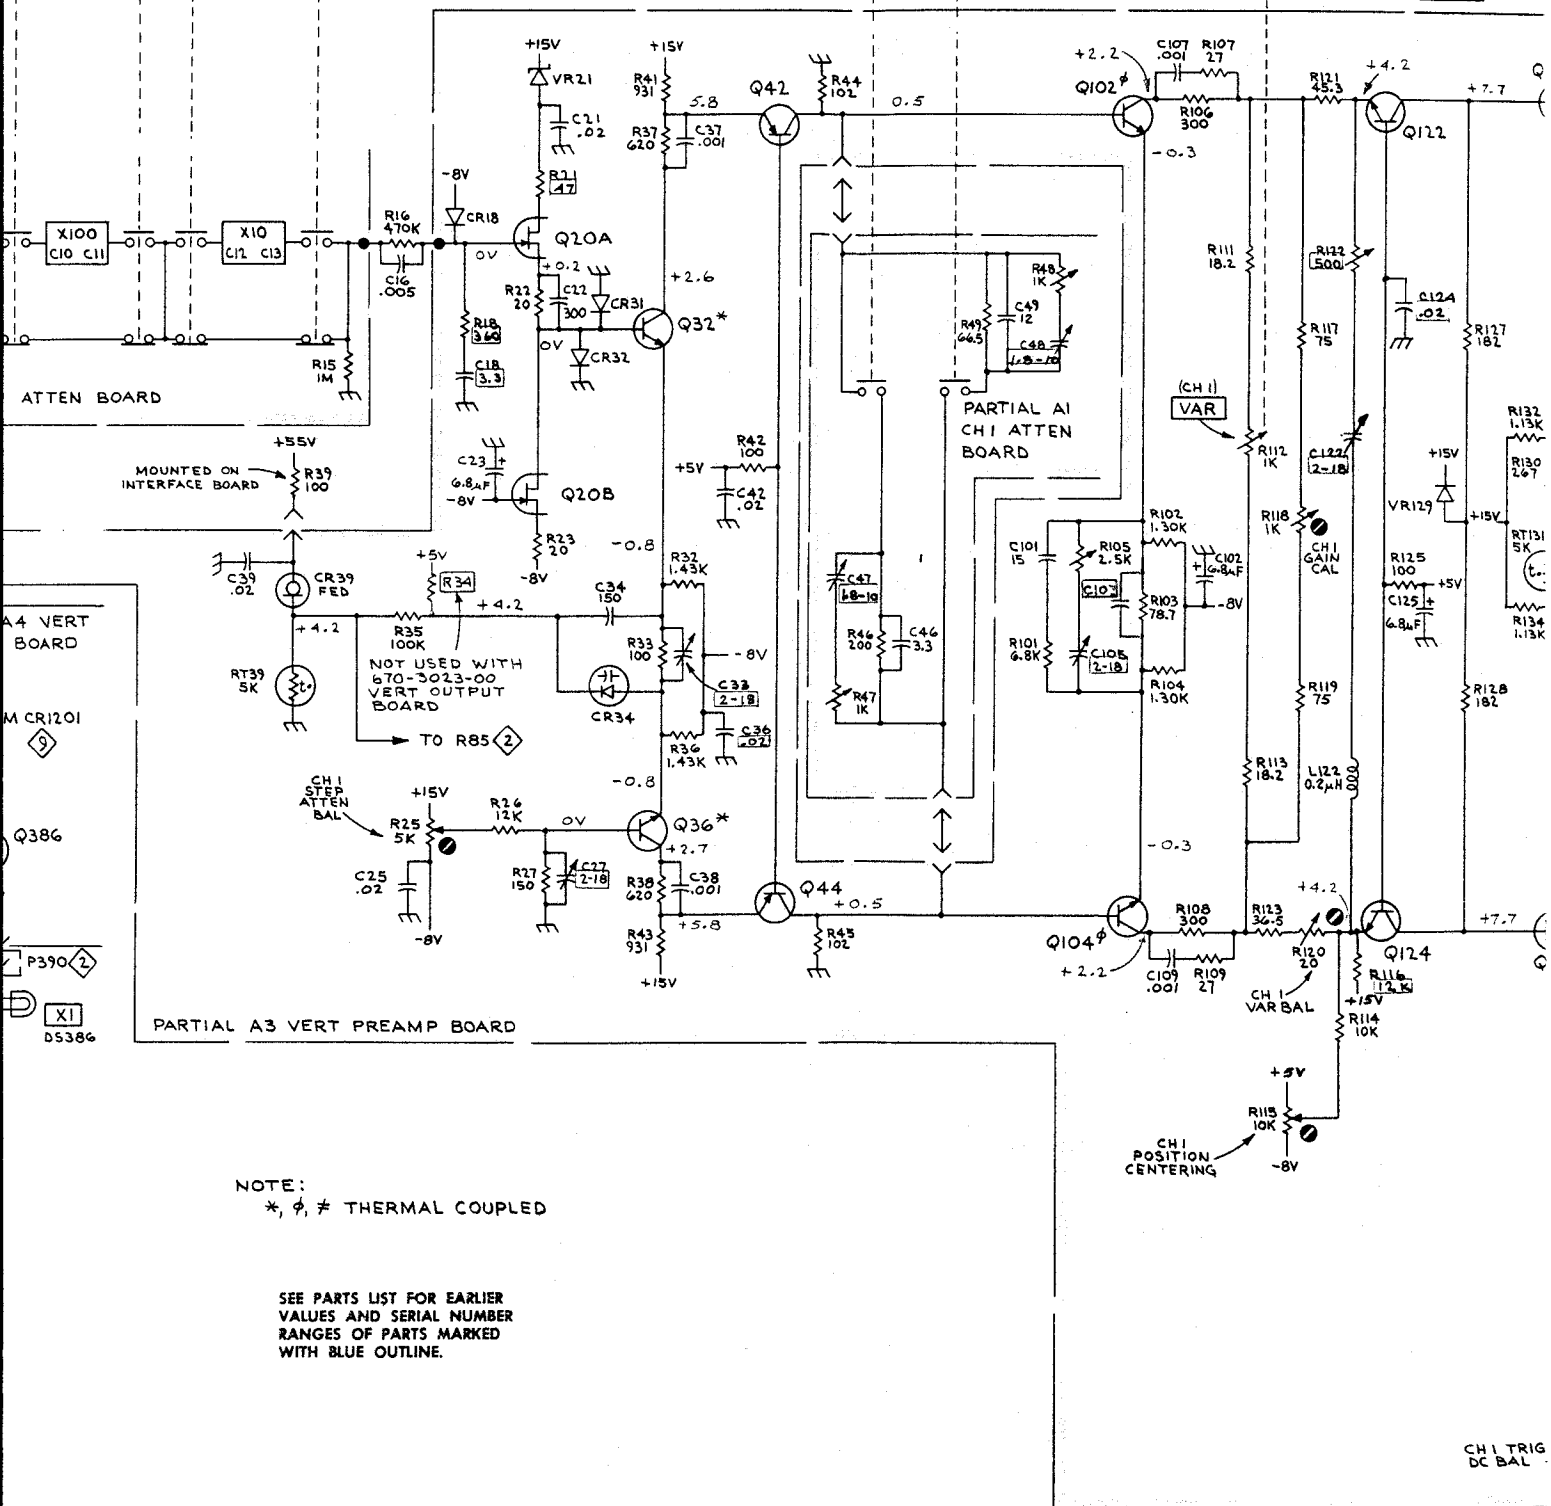 +15V
VR21
C21
.02
R21
47
-8V
CR18
R16
470K
C16
.005
X100
C10 C11
X10
C12 C13
R15
1M
ATTEN BOARD
0V
Q20A
+0.2
R22
20
C22
300
CR31
0V
CR32
R18
360
C18
3.3
+15V
R41
931
5.8
R37
620
C37
.001
+2.6
Q32*
Q42
R44
102
0.5
+2.2
Q102ϕ
C107
.001
R107
27
R106
300
-0.3
R121
45.3
+4.2
Q122
+7.7
Q
R111
18.2
R122
500
R117
75
C124
.02
R127
182
R48
1K
C49
12
R49
66.5
C48
1.8-10
PARTIAL A1
CH1 ATTEN
BOARD
(CH 1)
VAR
R112
1K
C122
2-18
R132
1.13K
R130
267
+15V
VR129
+15V
RT131
5K
t.
R134
1.13K
+55V
R39
100
MOUNTED ON
INTERFACE BOARD
C23
+
6.8µF
-8V
Q20B
R23
20
-8V
R42
100
+5V
C42
.02
-0.8
R32
1.43K
C39
.02
CR39
FED
+5V
R34
+4.2
C34
150
+4.2
R35
100K
NOT USED WITH
670-3023-00
VERT OUTPUT
BOARD
R33
100
-8V
C33
2-18
CR34
C36
.02
R36
1.43K
-0.8
RT39
5K
t.
TO R85 2
A4 VERT
BOARD
M CR1201
9
C47
R46
200
C46
3.3
R47
1K
R102
1.30K
C101
15
R105
2.5K
C102
6.8µF
+
C103
R103
78.7
-8V
R101
6.8K
C105
2-18
R104
1.30K
R118
1K
CH 1
GAIN
CAL
R125
100
+5V
C125
+
6.8µF
R119
75
R128
182
R113
18.2
L122
0.2µH
CH 1
STEP
ATTEN
BAL
+15V
R25
5K
C25
.02
-8V
R26
12K
0V
R27
150
C27
2-18
Q36*
+2.7
R38
620
C38
.001
+5.8
R43
931
+15V
Q44
+0.5
R45
102
-0.3
Q104ϕ
+2.2
R108
300
C109
.001
R109
27
R123
36.5
+4.2
R120
20
CH 1
VAR BAL
Q124
+7.7
Q
R116
12K
+15V
R114
10K
+5V
R115
10K
-8V
CH 1
POSITION
CENTERING
Q386
P390 2
X1
DS386
PARTIAL A3 VERT PREAMP BOARD
NOTE:
*, ϕ, ≠ THERMAL COUPLED
SEE PARTS LIST FOR EARLIER
VALUES AND SERIAL NUMBER
RANGES OF PARTS MARKED
WITH BLUE OUTLINE.
CH 1 TRIG
DC BAL